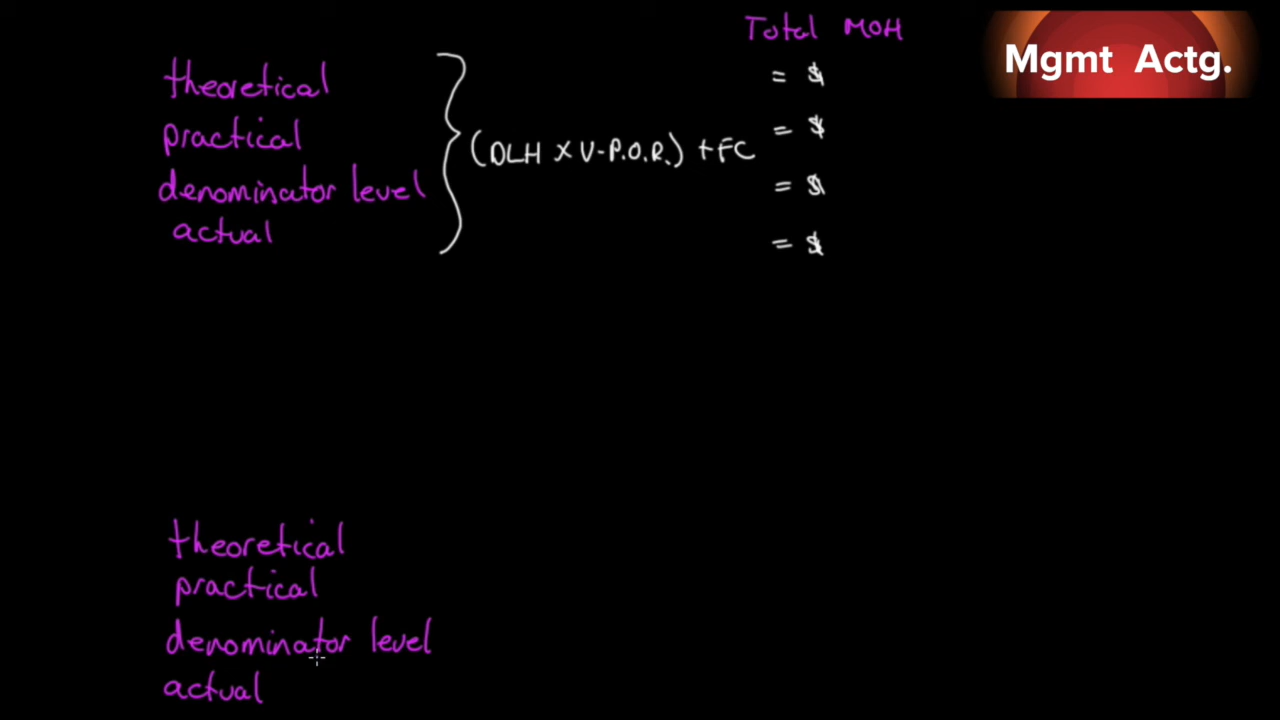 Total MOH
Mgmt Actg.
theoretical = $
practical = $
(DLH × V-P.O.R.) + FC
denominator level = $
actual = $
theoretical
practical
denominator level
actual